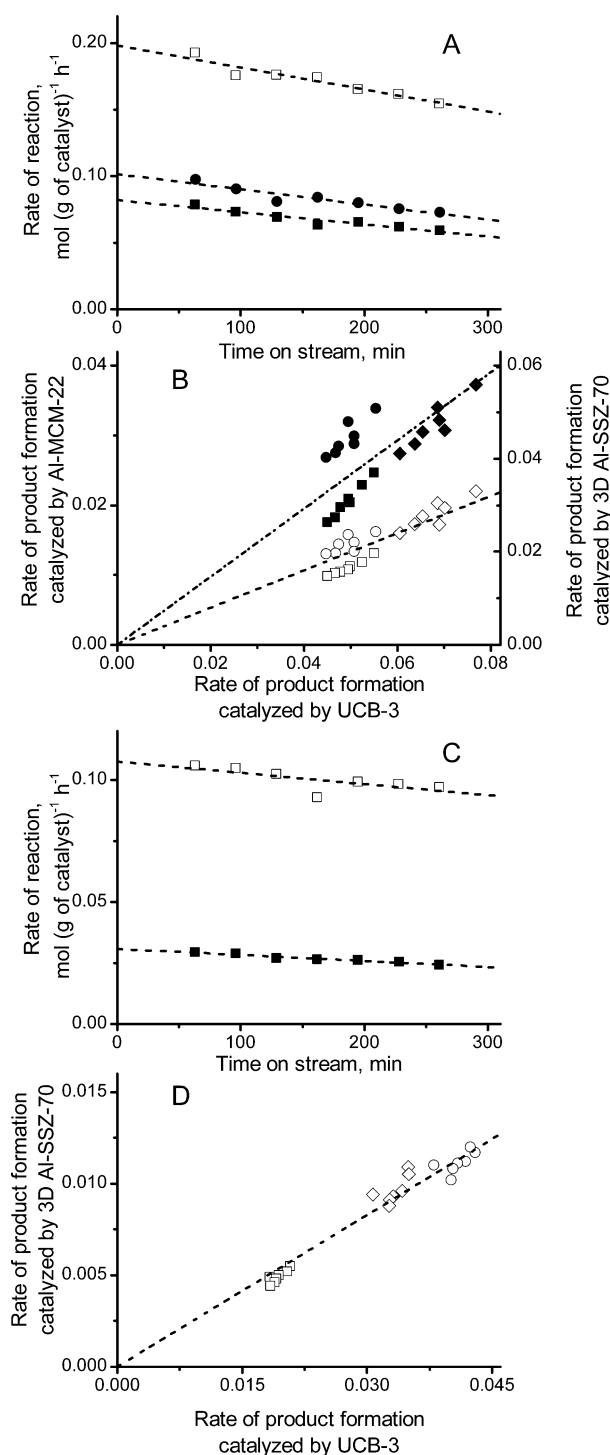 A
0.20
0.10
0.00
Rate of reaction,
mol (g of catalyst)⁻¹ h⁻¹
0
100
200
300
Time on stream, min
B
0.04
0.02
0.00
Rate of product formation
catalyzed by Al-MCM-22
0.06
0.04
0.02
0.00
Rate of product formation
catalyzed by 3D Al-SSZ-70
0.00
0.02
0.04
0.06
0.08
Rate of product formation
catalyzed by UCB-3
C
0.10
0.05
0.00
Rate of reaction,
mol (g of catalyst)⁻¹ h⁻¹
0
100
200
300
Time on stream, min
D
0.015
0.010
0.005
0.000
Rate of product formation
catalyzed by 3D Al-SSZ-70
0.000
0.015
0.030
0.045
Rate of product formation
catalyzed by UCB-3